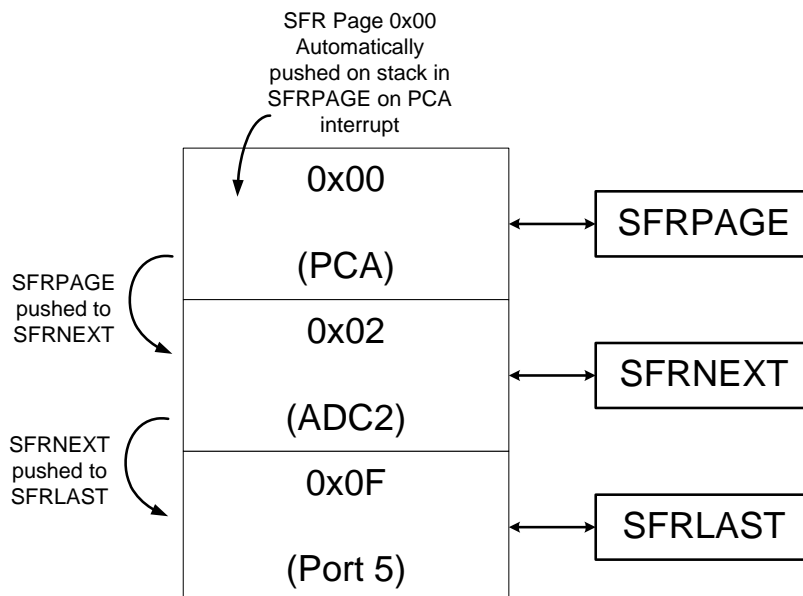 SFR Page 0x00
Automatically
pushed on stack in
SFRPAGE on PCA
interrupt
0x00
(PCA)
SFRPAGE
SFRPAGE
pushed to
SFRNEXT
0x02
(ADC2)
SFRNEXT
SFRNEXT
pushed to
SFRLAST
0x0F
(Port 5)
SFRLAST